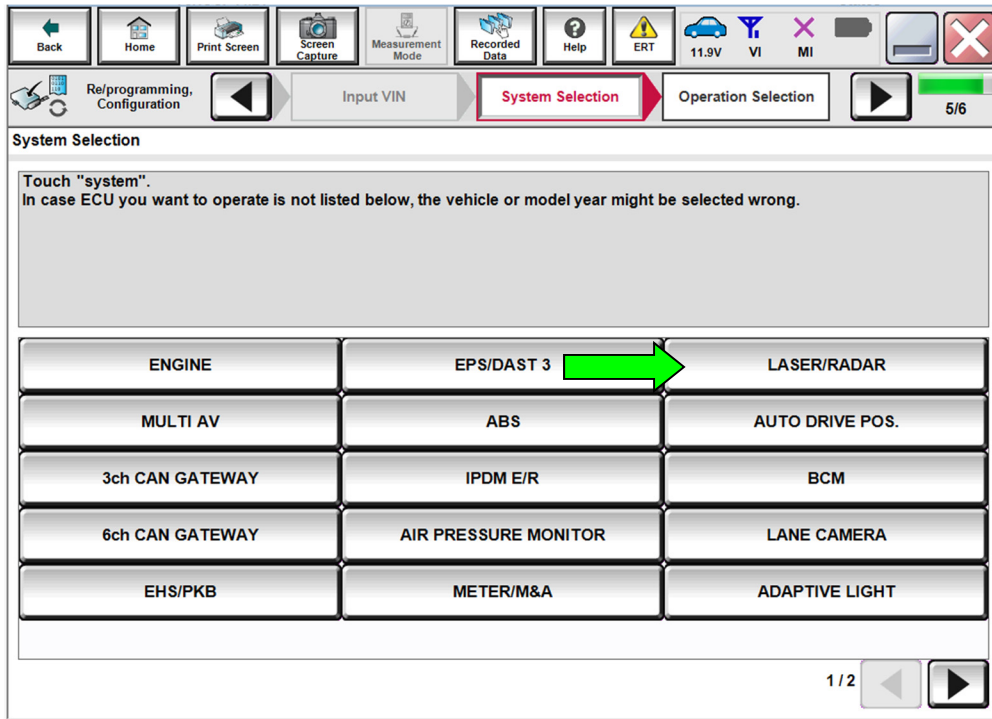 Back
Home
Print Screen
Screen
Capture
Measurement
Mode
Recorded
Data
Help
ERT
11.9V
VI
MI
Re/programming,
Configuration
Input VIN
System Selection
Operation Selection
5/6
System Selection
Touch "system".
In case ECU you want to operate is not listed below, the vehicle or model year might be selected wrong.
ENGINE
EPS/DAST 3
LASER/RADAR
MULTI AV
ABS
AUTO DRIVE POS.
3ch CAN GATEWAY
IPDM E/R
BCM
6ch CAN GATEWAY
AIR PRESSURE MONITOR
LANE CAMERA
EHS/PKB
METER/M&A
ADAPTIVE LIGHT
1 / 2